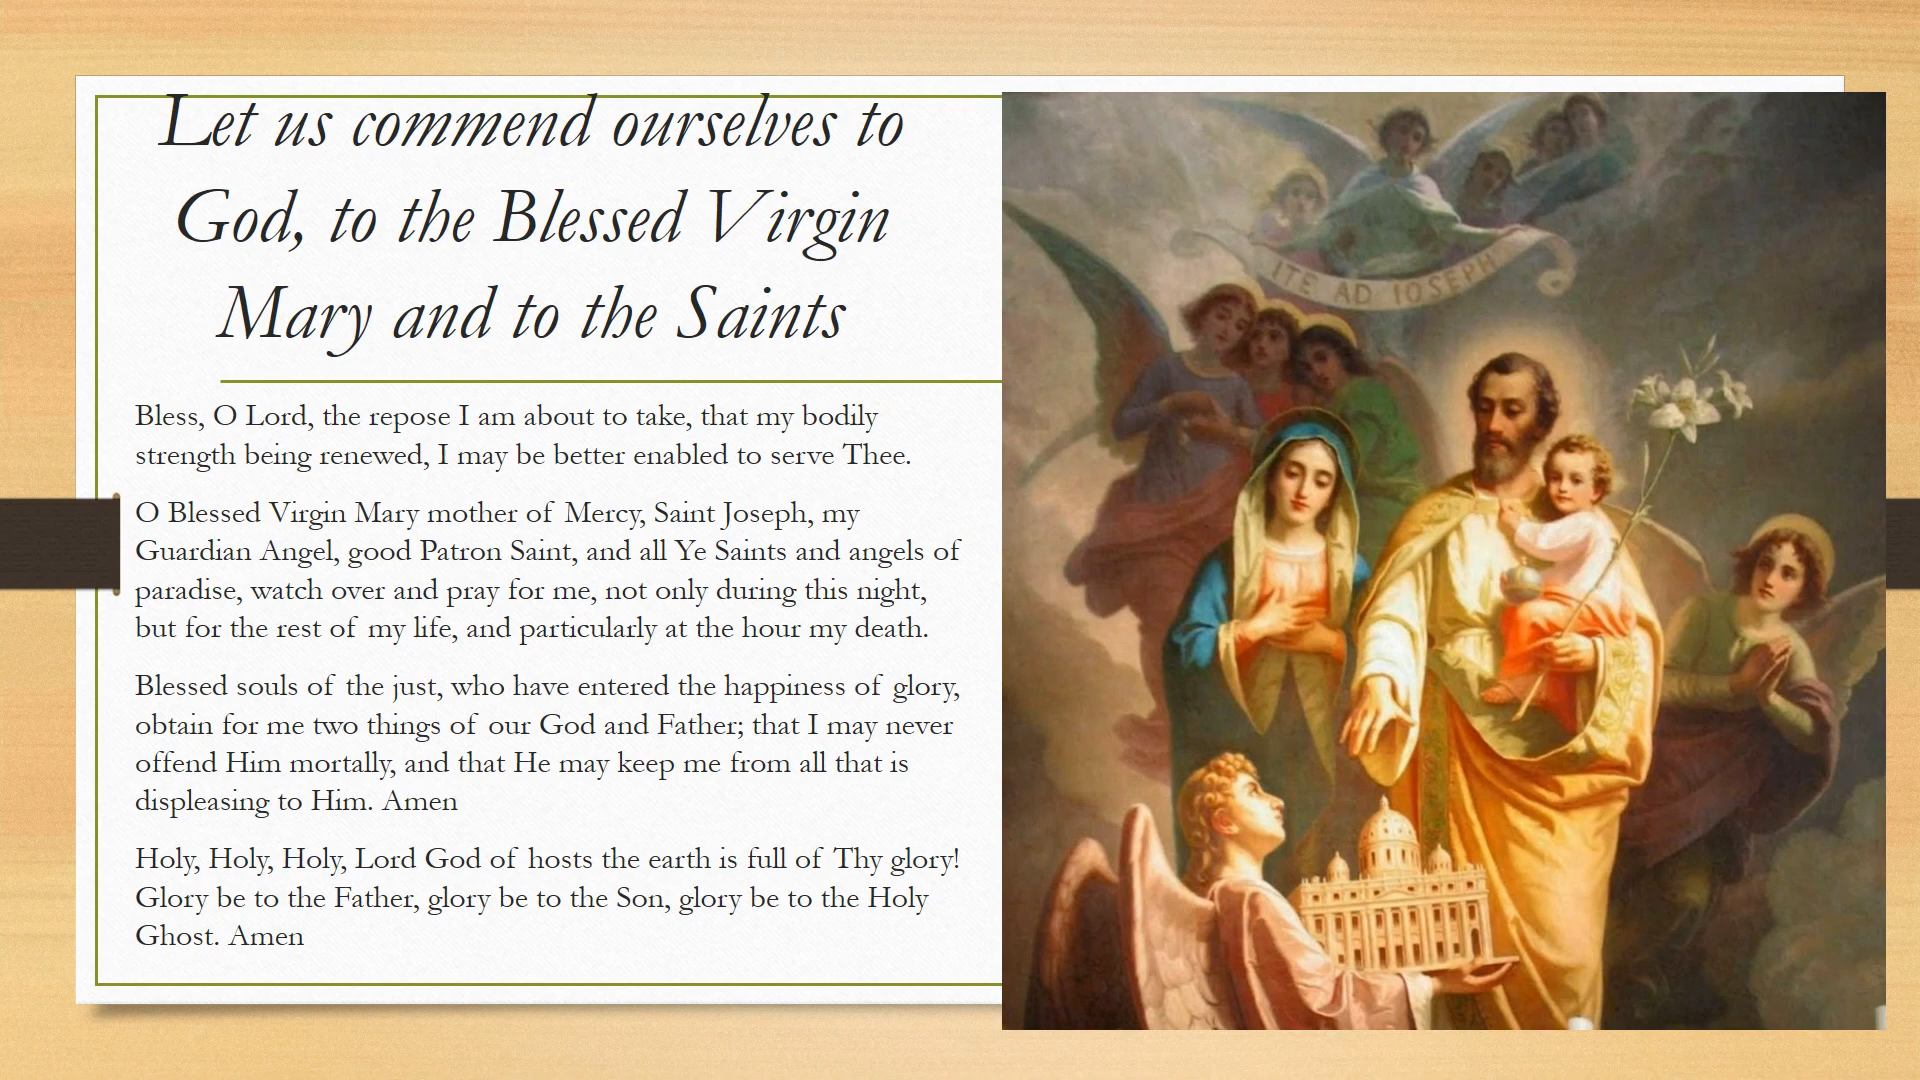 Let us commend ourselves to
God, to the Blessed Virgin
Mary and to the Saints
Bless, O Lord, the repose I am about to take, that my bodily
strength being renewed, I may be better enabled to serve Thee.
O Blessed Virgin Mary mother of Mercy, Saint Joseph, my
Guardian Angel, good Patron Saint, and all Ye Saints and angels of
paradise, watch over and pray for me, not only during this night,
but for the rest of my life, and particularly at the hour my death.
Blessed souls of the just, who have entered the happiness of glory,
obtain for me two things of our God and Father; that I may never
offend Him mortally, and that He may keep me from all that is
displeasing to Him. Amen
Holy, Holy, Holy, Lord God of hosts the earth is full of Thy glory!
Glory be to the Father, glory be to the Son, glory be to the Holy
Ghost. Amen
ITE AD IOSEPH